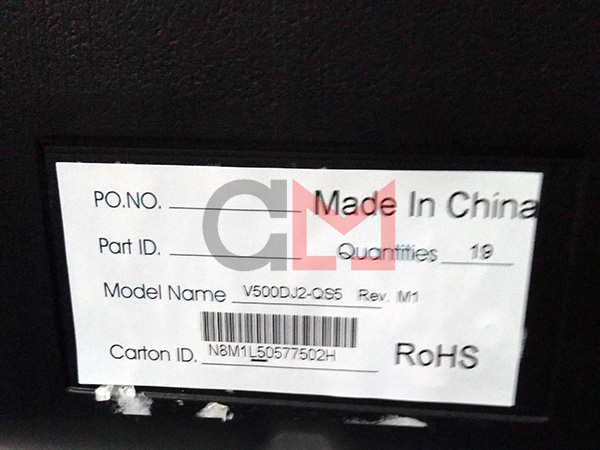 PO.NO. Made In China
Part ID. Quantities 19
Model Name V500DJ2-QS5 Rev. M1
Carton ID. N8M1L50577502H RoHS
GM